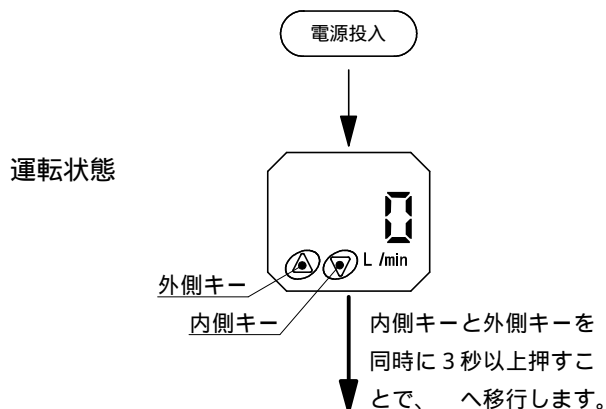 電源投入
運転状態
0
L /min
外側キー
内側キー
内側キーと外側キーを
同時に３秒以上押すこ
とで、　へ移行します。